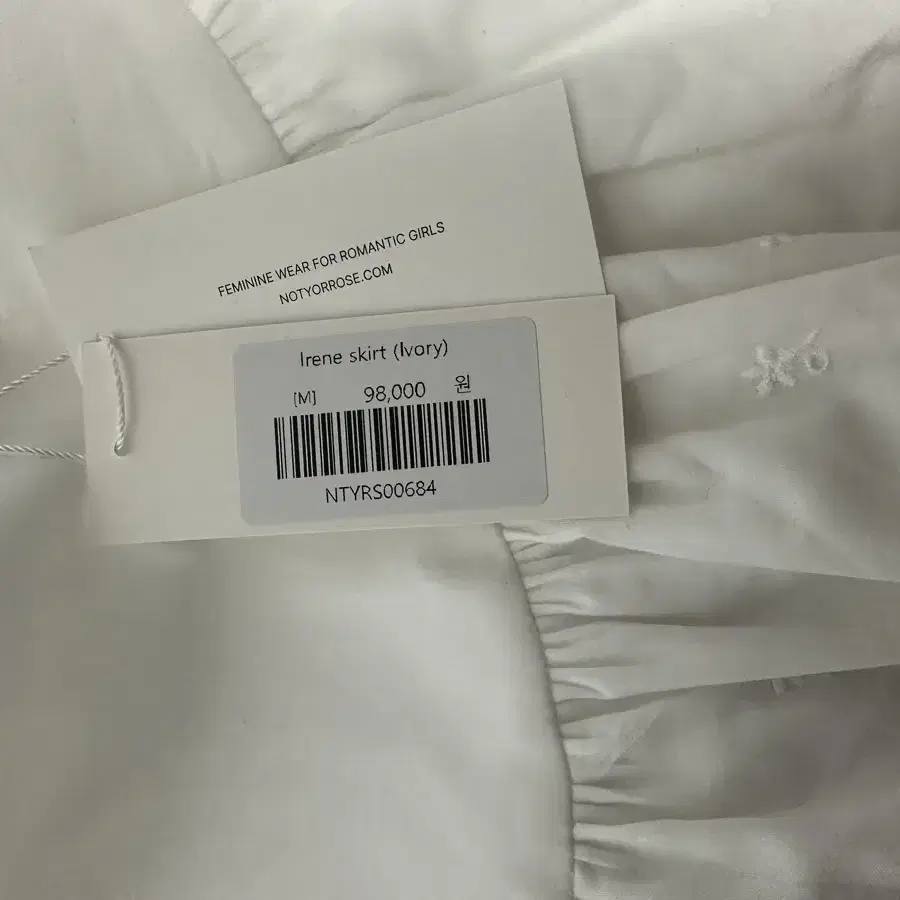 FEMININE WEAR FOR ROMANTIC GIRLS
NOTYORROSE.COM
Irene skirt (Ivory)
[M] 98,000 원
NTYRS00684